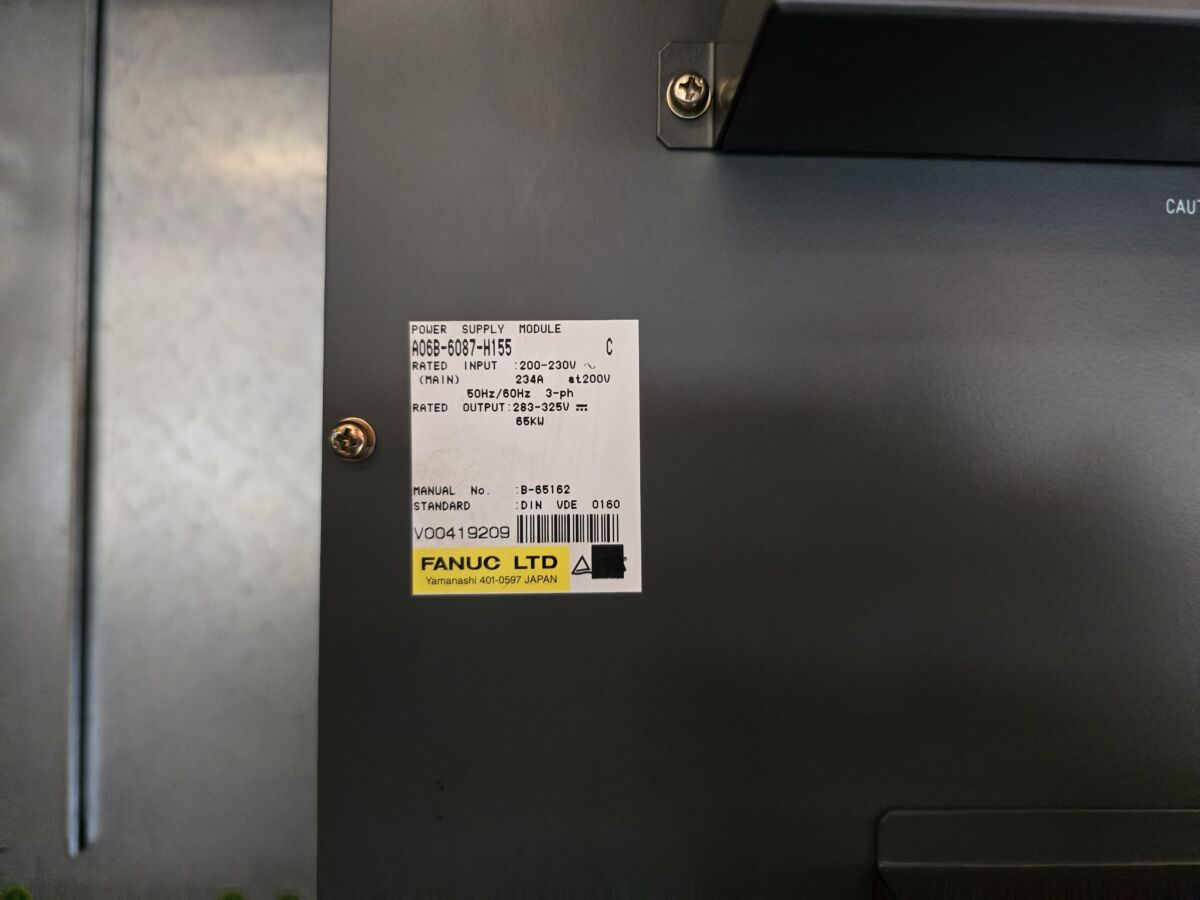 CAUT
POWER SUPPLY MODULE
A06B-6087-H155 C
RATED INPUT :200-230V ~
(MAIN) 234A at200V
50Hz/60Hz 3-ph
RATED OUTPUT:283-325V ⎓
65KW
MANUAL No. :B-65162
STANDARD :DIN VDE 0160
V00419209
FANUC LTD
Yamanashi 401-0597 JAPAN